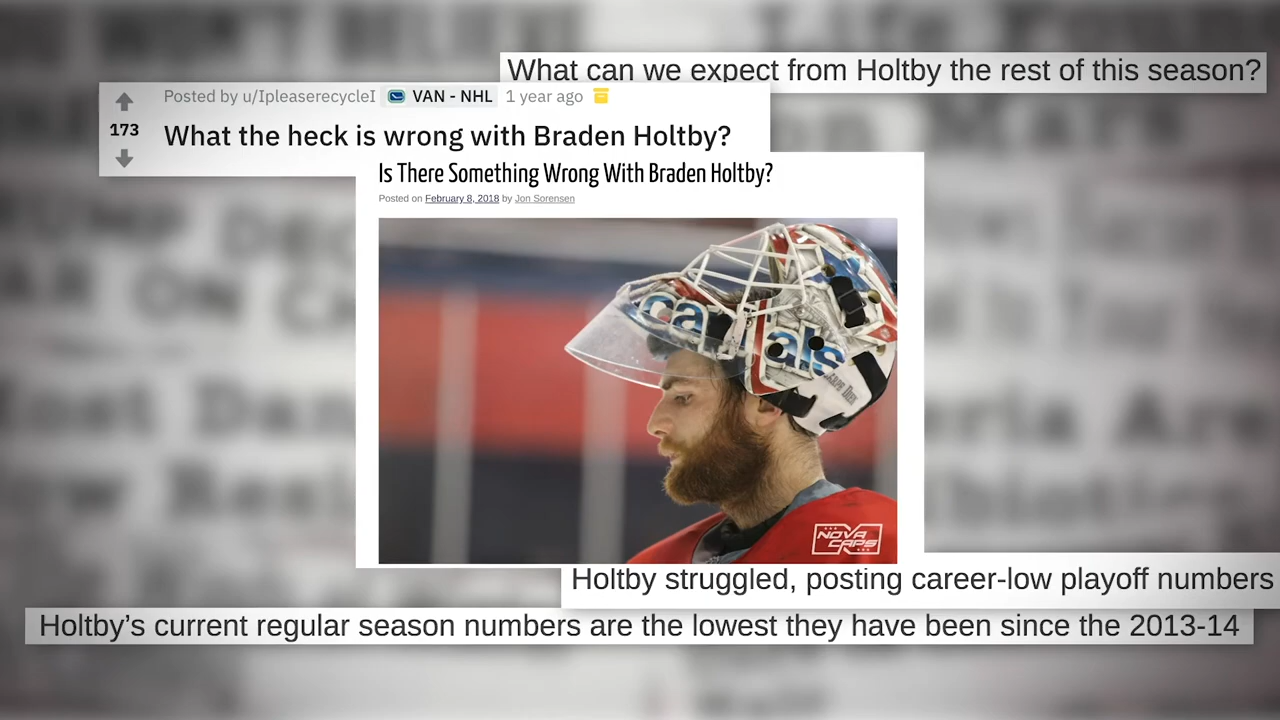 What can we expect from Holtby the rest of this season?
Posted by u/IpleaserecycleI VAN - NHL 1 year ago
173
What the heck is wrong with Braden Holtby?
Is There Something Wrong With Braden Holtby?
Posted on February 8, 2018 by Jon Sorensen
Ca als
NOVA
CAPS
Holtby struggled, posting career-low playoff numbers
Holtby’s current regular season numbers are the lowest they have been since the 2013-14